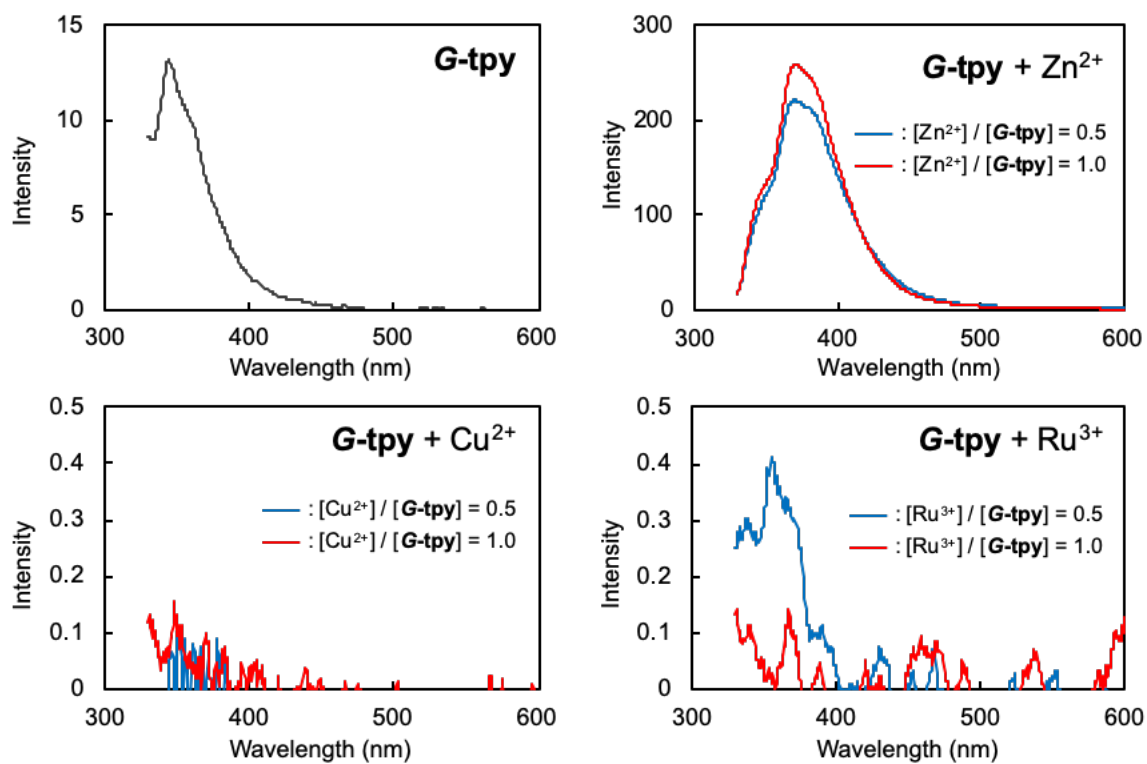 15
10
5
0
300
400
500
600
Intensity
Wavelength (nm)
G-tpy
300
200
100
0
300
400
500
600
Intensity
Wavelength (nm)
G-tpy + Zn²⁺
: [Zn²⁺] / [G-tpy] = 0.5
: [Zn²⁺] / [G-tpy] = 1.0
0.5
0.4
0.3
0.2
0.1
0
300
400
500
600
Intensity
Wavelength (nm)
G-tpy + Cu²⁺
: [Cu²⁺] / [G-tpy] = 0.5
: [Cu²⁺] / [G-tpy] = 1.0
0.5
0.4
0.3
0.2
0.1
0
300
400
500
600
Intensity
Wavelength (nm)
G-tpy + Ru³⁺
: [Ru³⁺] / [G-tpy] = 0.5
: [Ru³⁺] / [G-tpy] = 1.0